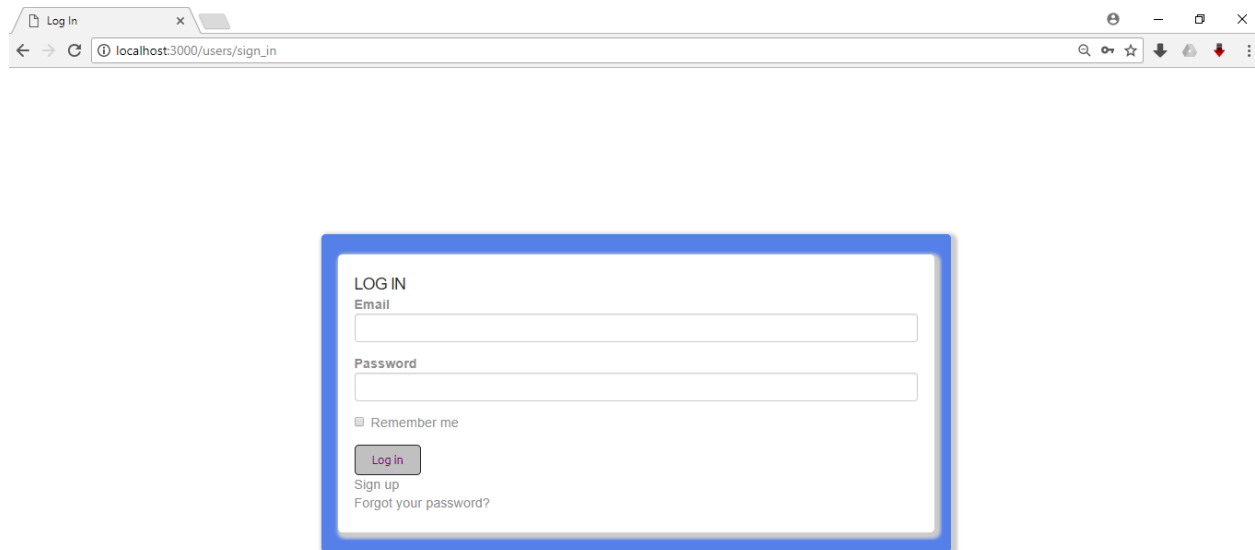 Log In
localhost:3000/users/sign_in
LOG IN
Email
Password
Remember me
Log in
Sign up
Forgot your password?